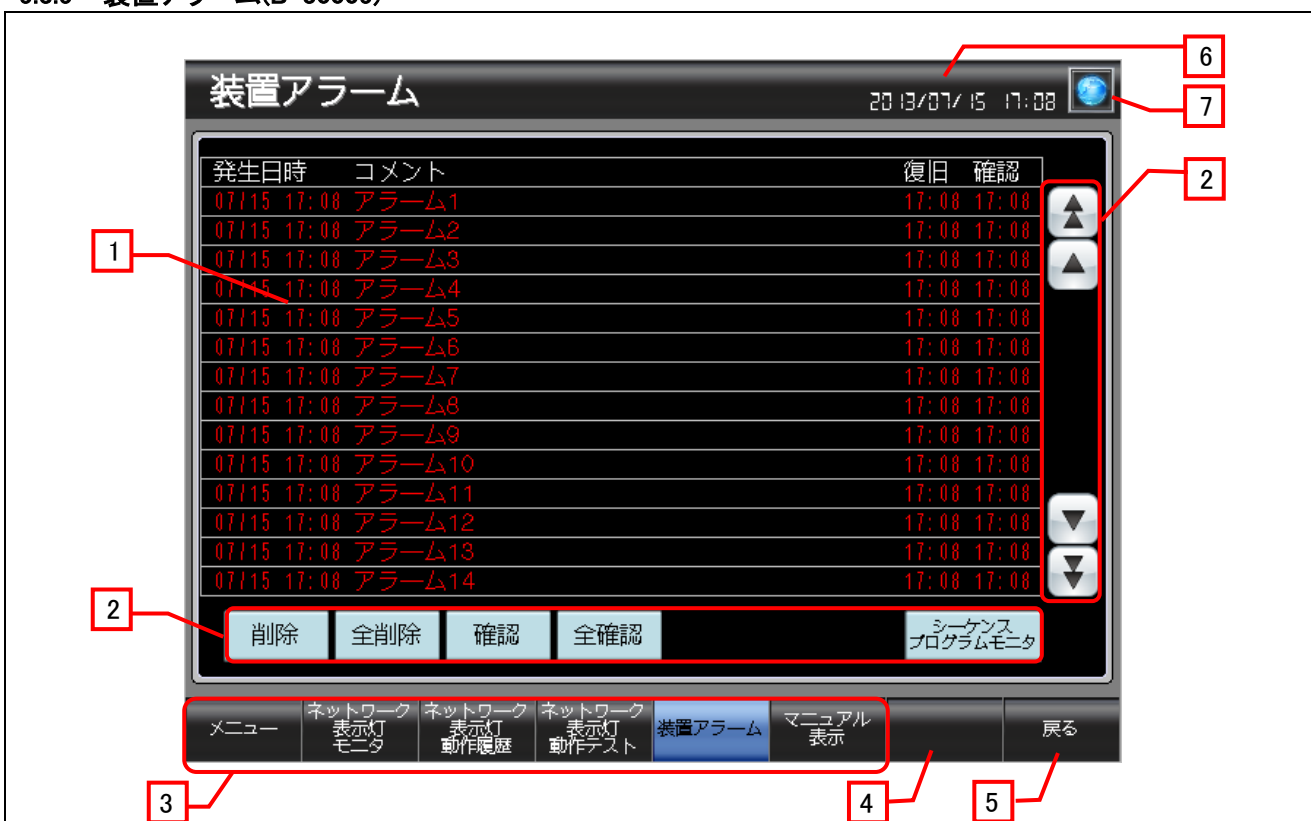 装置アラーム
6
2013/07/15 17:08
7
発生日時 コメント 復旧 確認
2
07/15 17:08 アラーム1 17:08 17:08
07/15 17:08 アラーム2 17:08 17:08
1
07/15 17:08 アラーム3 17:08 17:08
07/15 17:08 アラーム4 17:08 17:08
07/15 17:08 アラーム5 17:08 17:08
07/15 17:08 アラーム6 17:08 17:08
07/15 17:08 アラーム7 17:08 17:08
07/15 17:08 アラーム8 17:08 17:08
07/15 17:08 アラーム9 17:08 17:08
07/15 17:08 アラーム10 17:08 17:08
07/15 17:08 アラーム11 17:08 17:08
07/15 17:08 アラーム12 17:08 17:08
07/15 17:08 アラーム13 17:08 17:08
07/15 17:08 アラーム14 17:08 17:08
2
削除 全削除 確認 全確認
シーケンス
プログラムモニタ
メニュー
ネットワーク
表示灯
モニタ
ネットワーク
表示灯
動作履歴
ネットワーク
表示灯
動作テスト
装置アラーム
マニュアル
表示
戻る
3
4
5